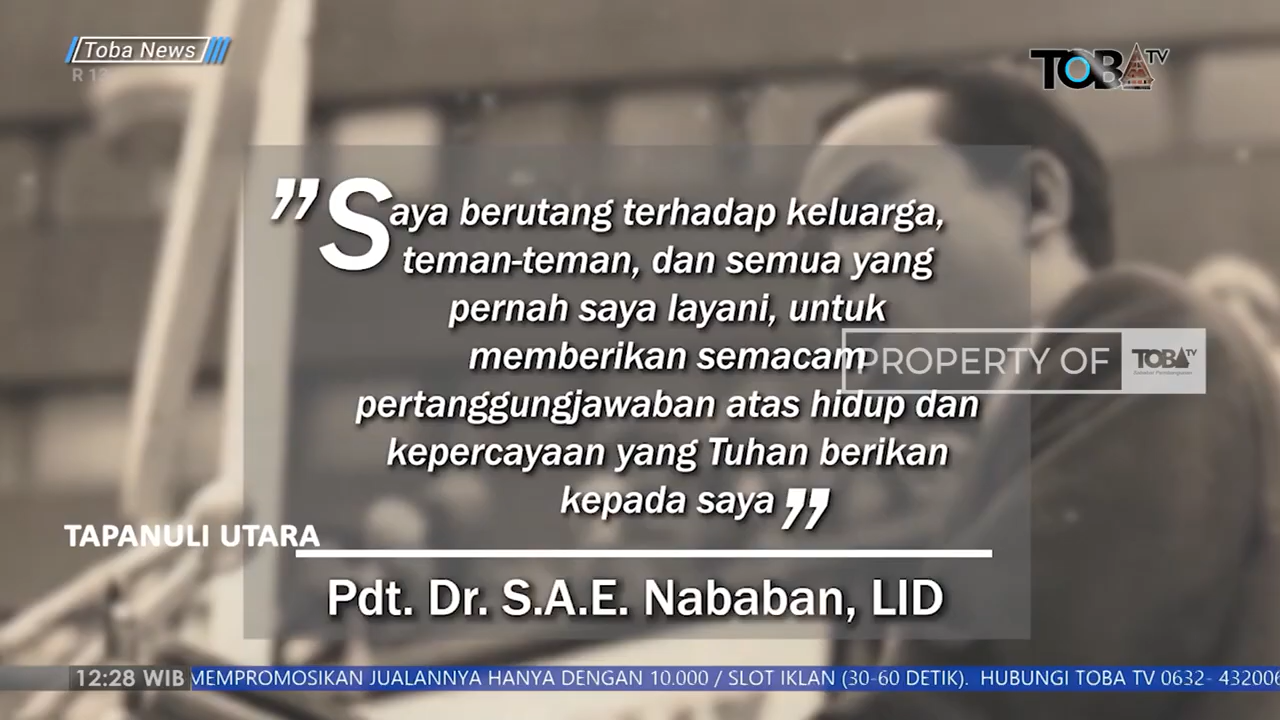 Toba News
R 13
TOBA TV
"Saya berutang terhadap keluarga,
teman-teman, dan semua yang
pernah saya layani, untuk
memberikan semacam
pertanggungjawaban atas hidup dan
kepercayaan yang Tuhan berikan
kepada saya"
PROPERTY OF TOBA TV
TAPANULI UTARA
Pdt. Dr. S.A.E. Nababan, LID
12:28 WIB MEMPROMOSIKAN JUALANNYA HANYA DENGAN 10.000 / SLOT IKLAN (30-60 DETIK). HUBUNGI TOBA TV 0632- 432006